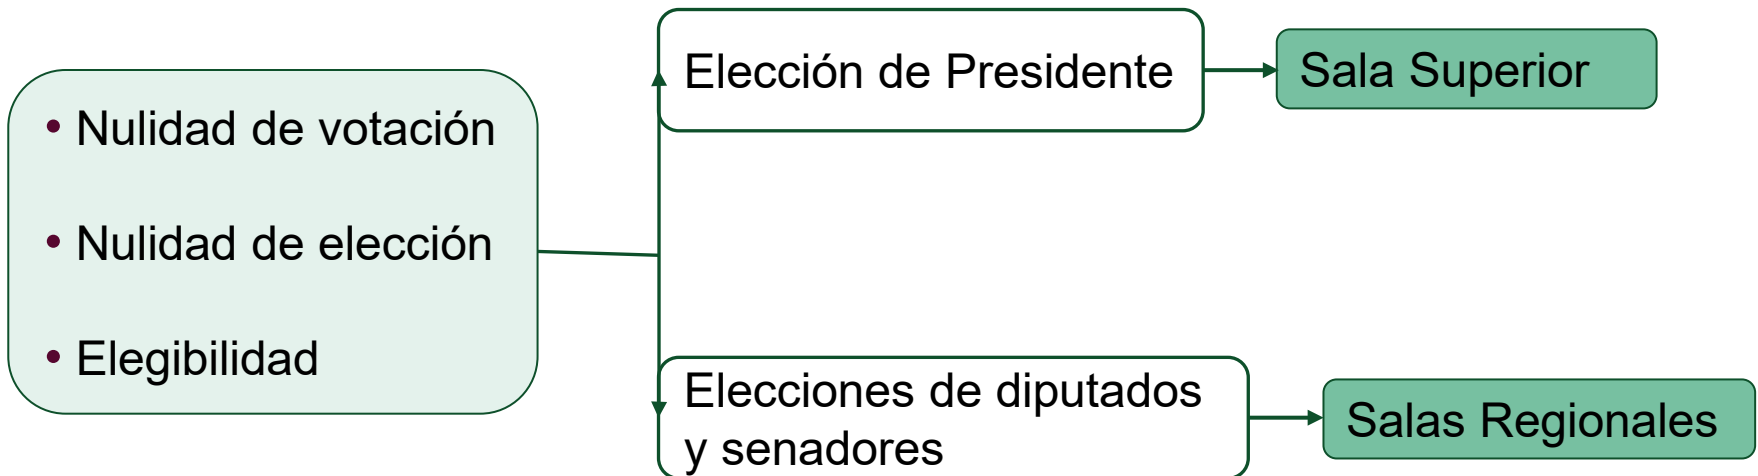 • Nulidad de votación
• Nulidad de elección
• Elegibilidad
Elección de Presidente
Sala Superior
Elecciones de diputados
y senadores
Salas Regionales